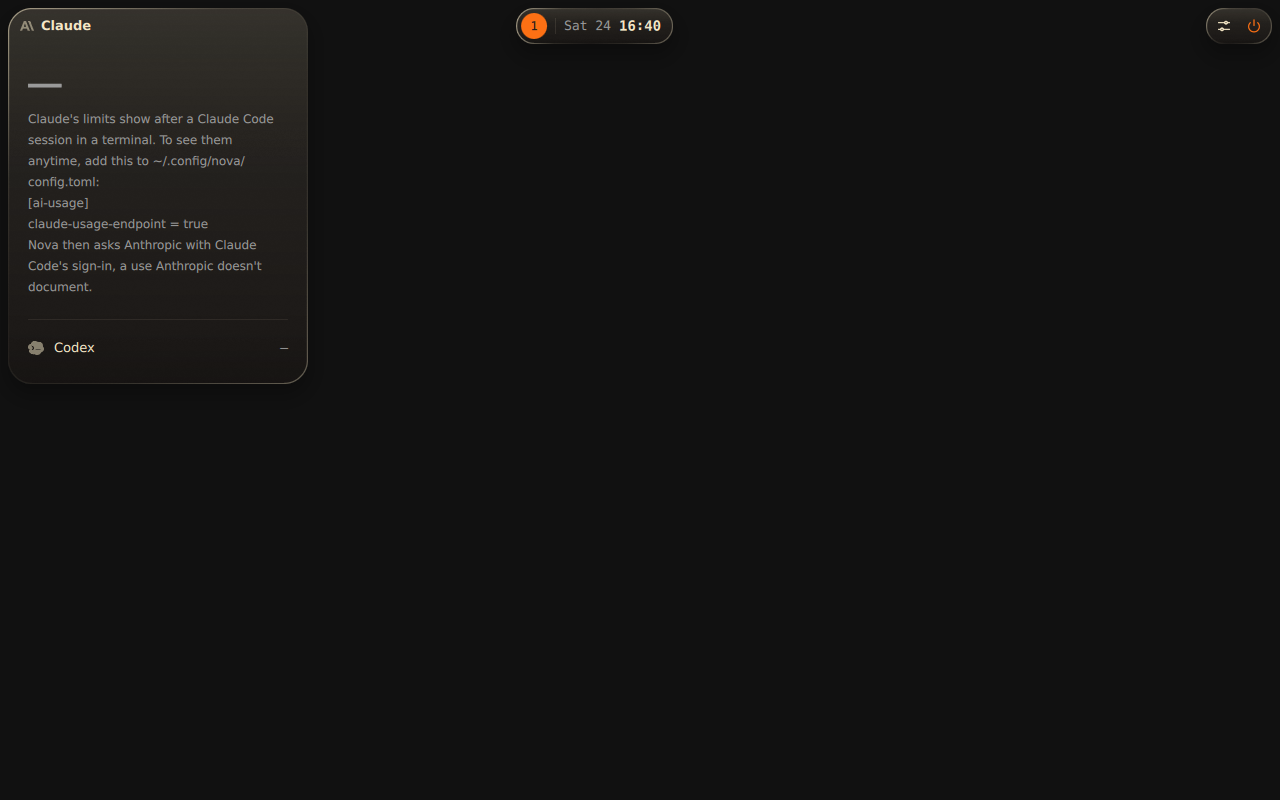 Claude
1 Sat 24 16:40
—
Claude's limits show after a Claude Code
session in a terminal. To see them
anytime, add this to ~/.config/nova/
config.toml:
[ai-usage]
claude-usage-endpoint = true
Nova then asks Anthropic with Claude
Code's sign-in, a use Anthropic doesn't
document.
Codex –